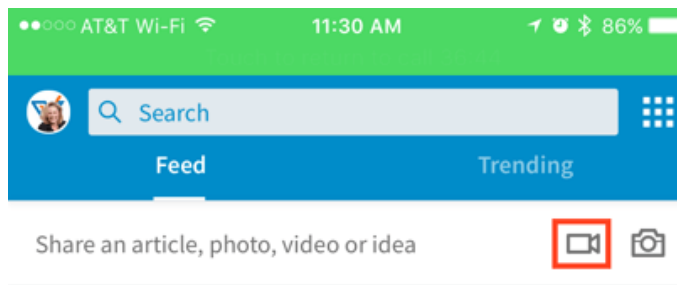 AT&T Wi-Fi 11:30 AM 86%
Search
Feed Trending
Share an article, photo, video or idea